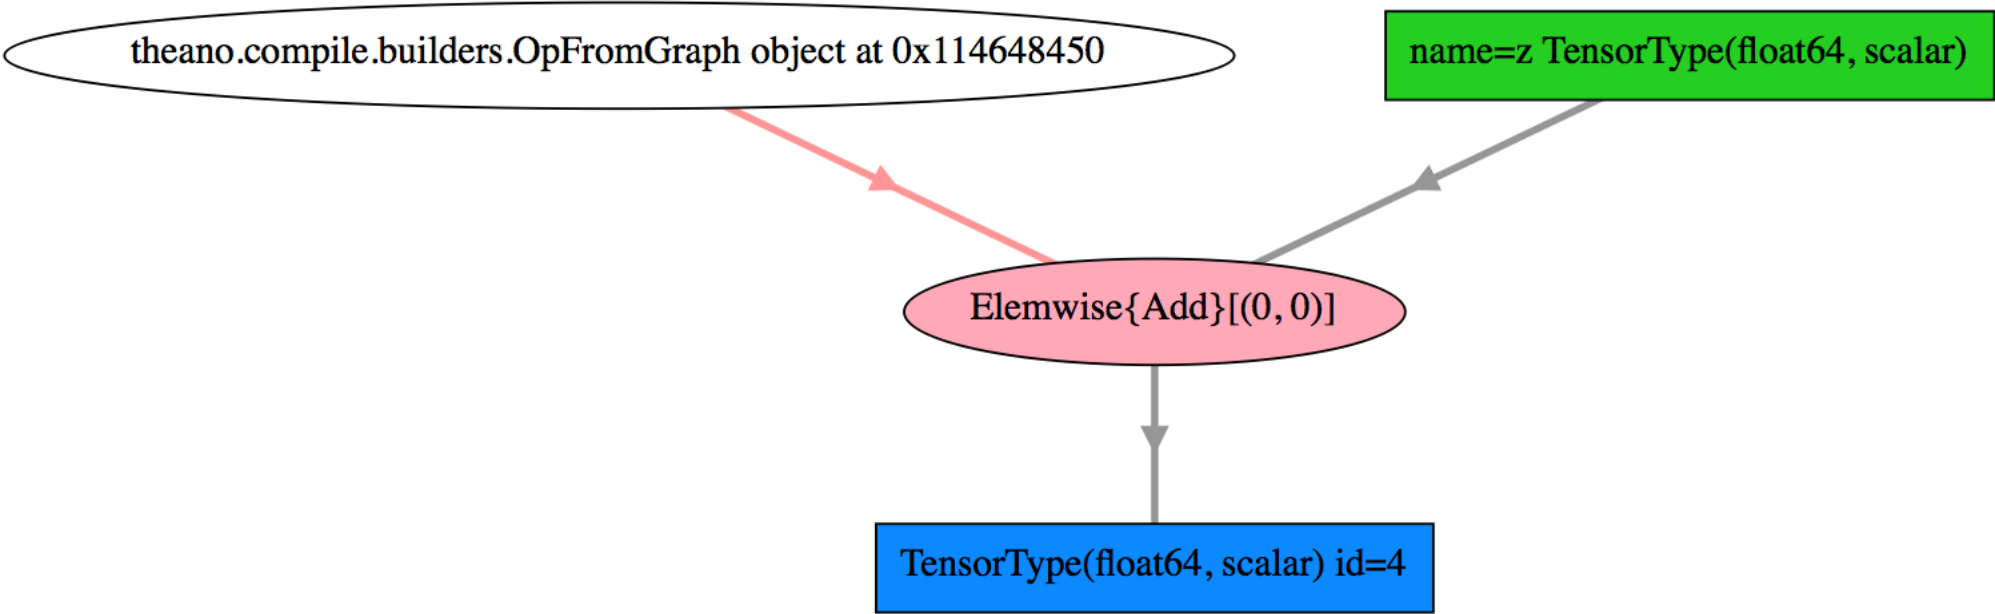 theano.compile.builders.OpFromGraph object at 0x114648450
name=z TensorType(float64, scalar)
Elemwise{Add}[(0, 0)]
TensorType(float64, scalar) id=4